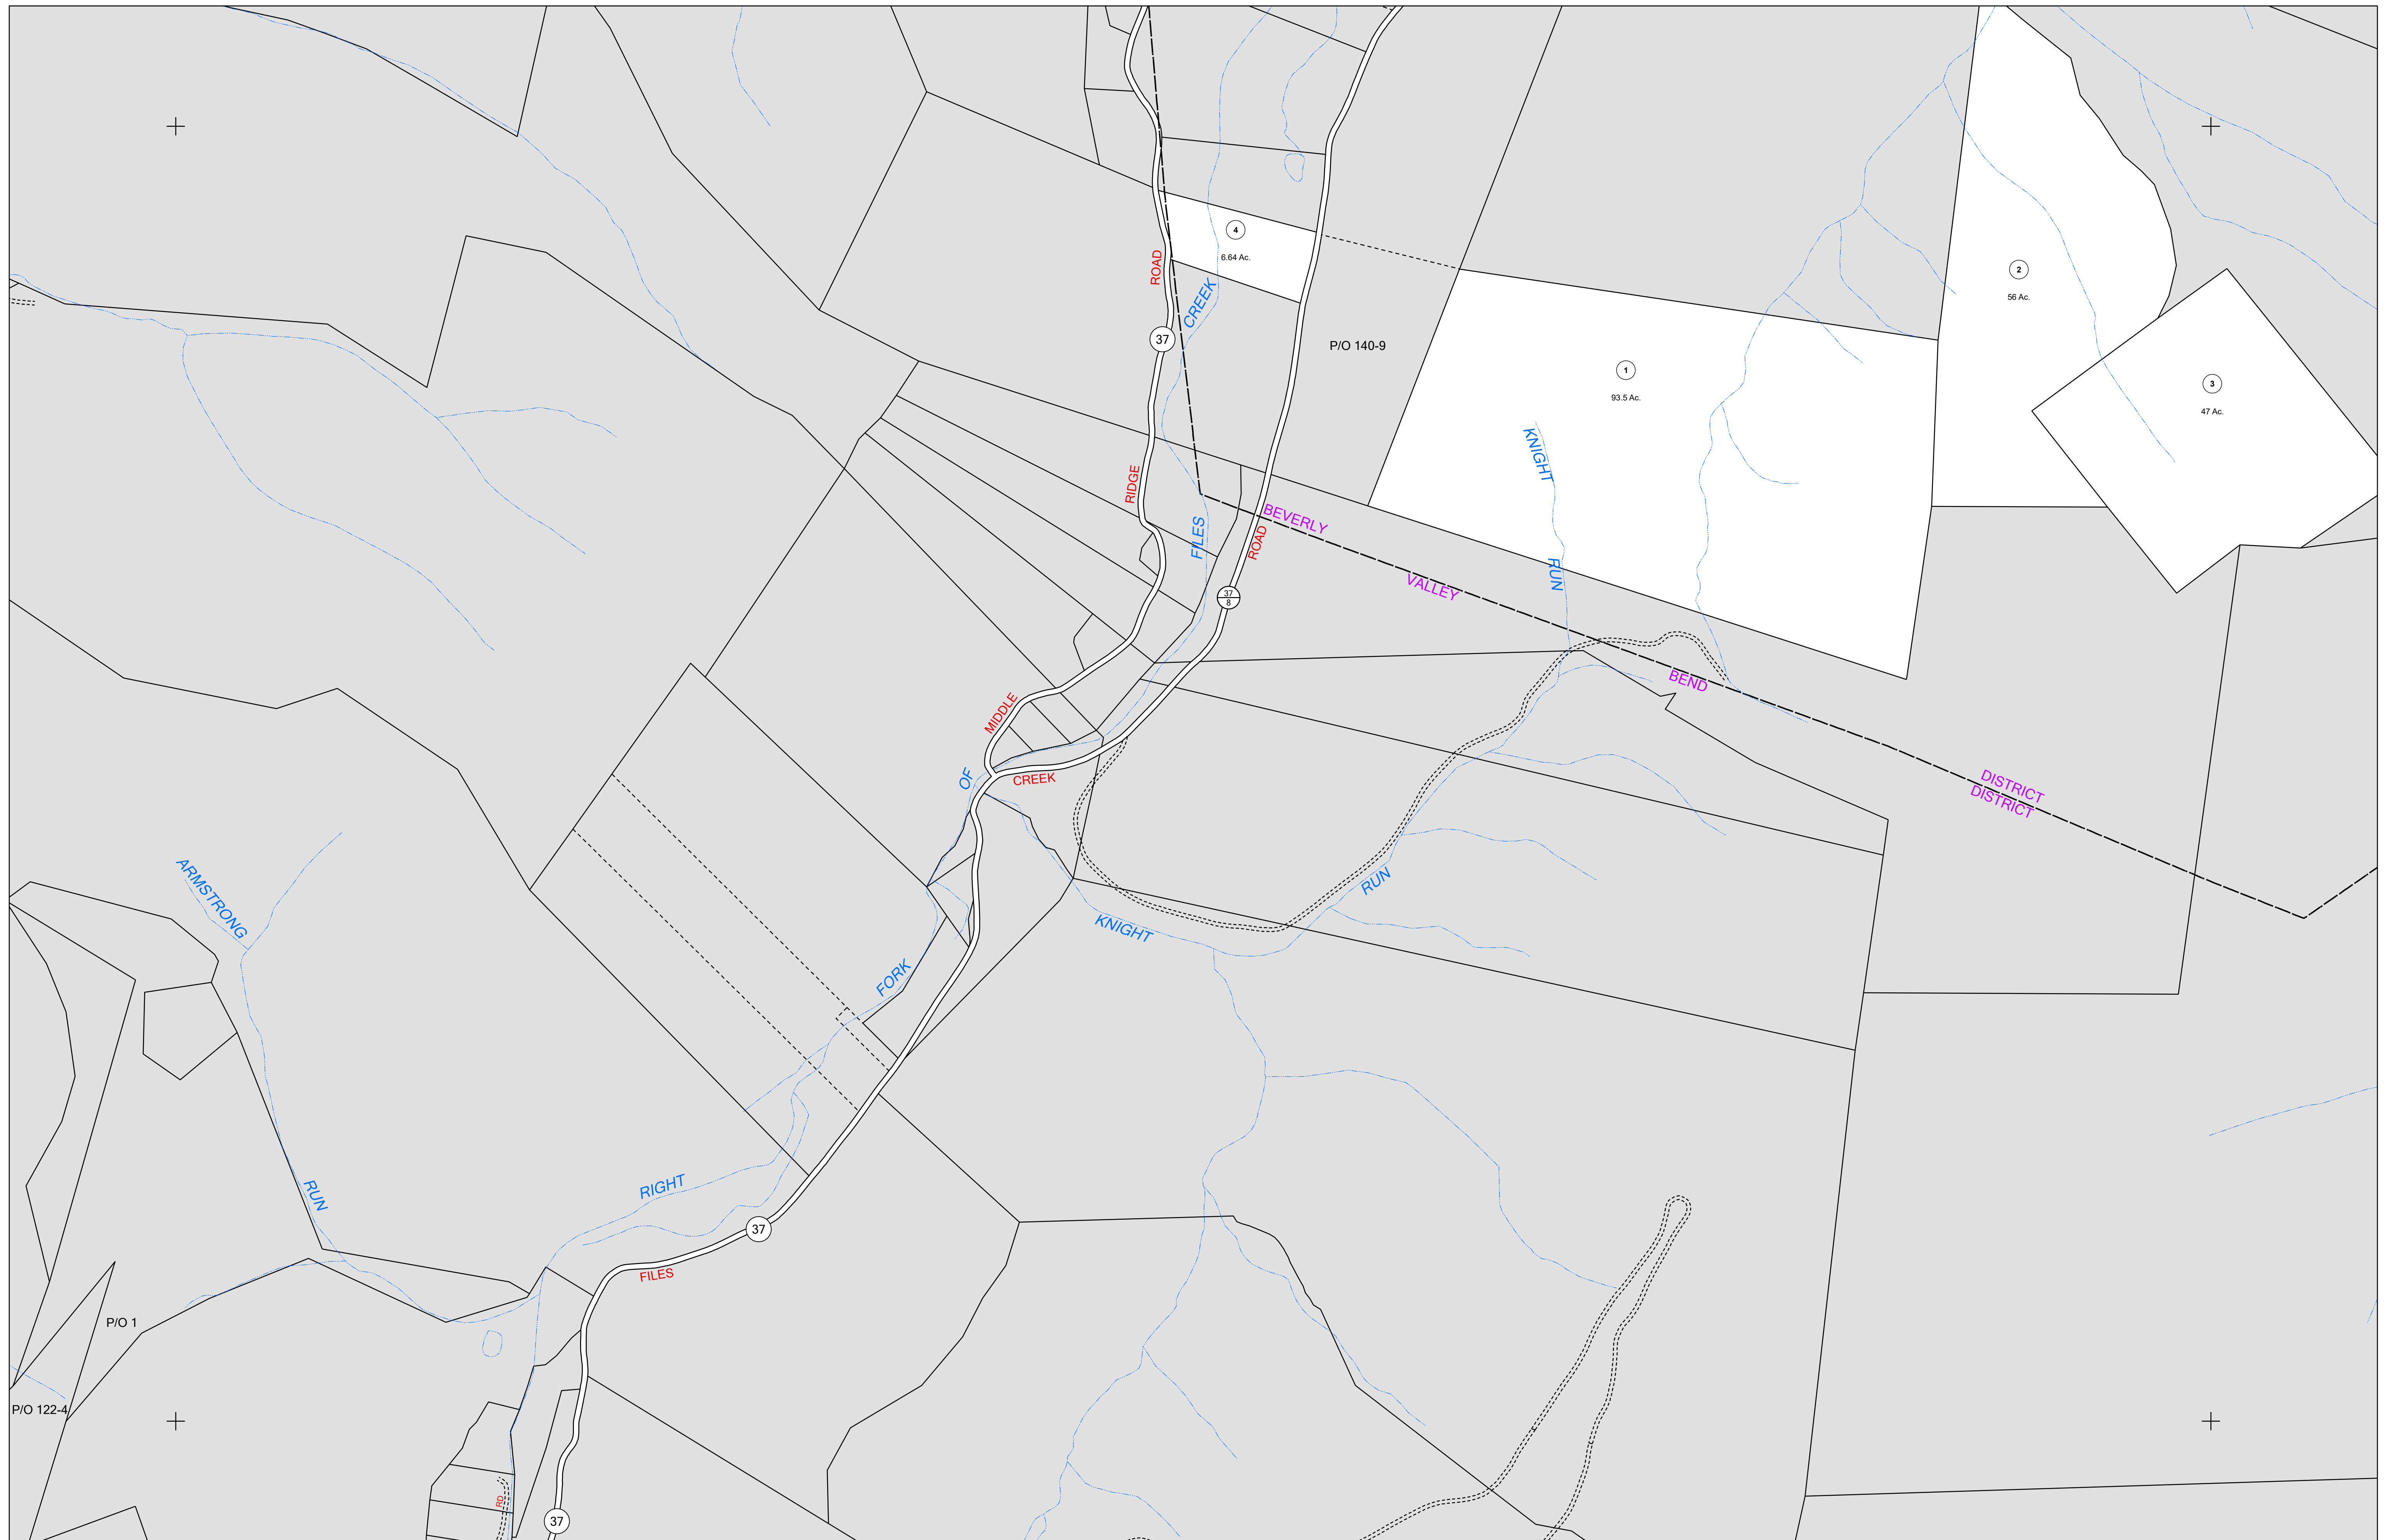 4
6.64 Ac.
ROAD
CREEK
37
P/O 140-9
1
93.5 Ac.
2
56 Ac.
3
47 Ac.
KNIGHT
RUN
RIDGE
FILES
BEVERLY
VALLEY
ROAD
37
8
BEND
DISTRICT
DISTRICT
MIDDLE
OF
CREEK
RUN
KNIGHT
ARMSTRONG
FORK
RUN
RIGHT
37
FILES
P/O 1
P/O 122-4
RD
37